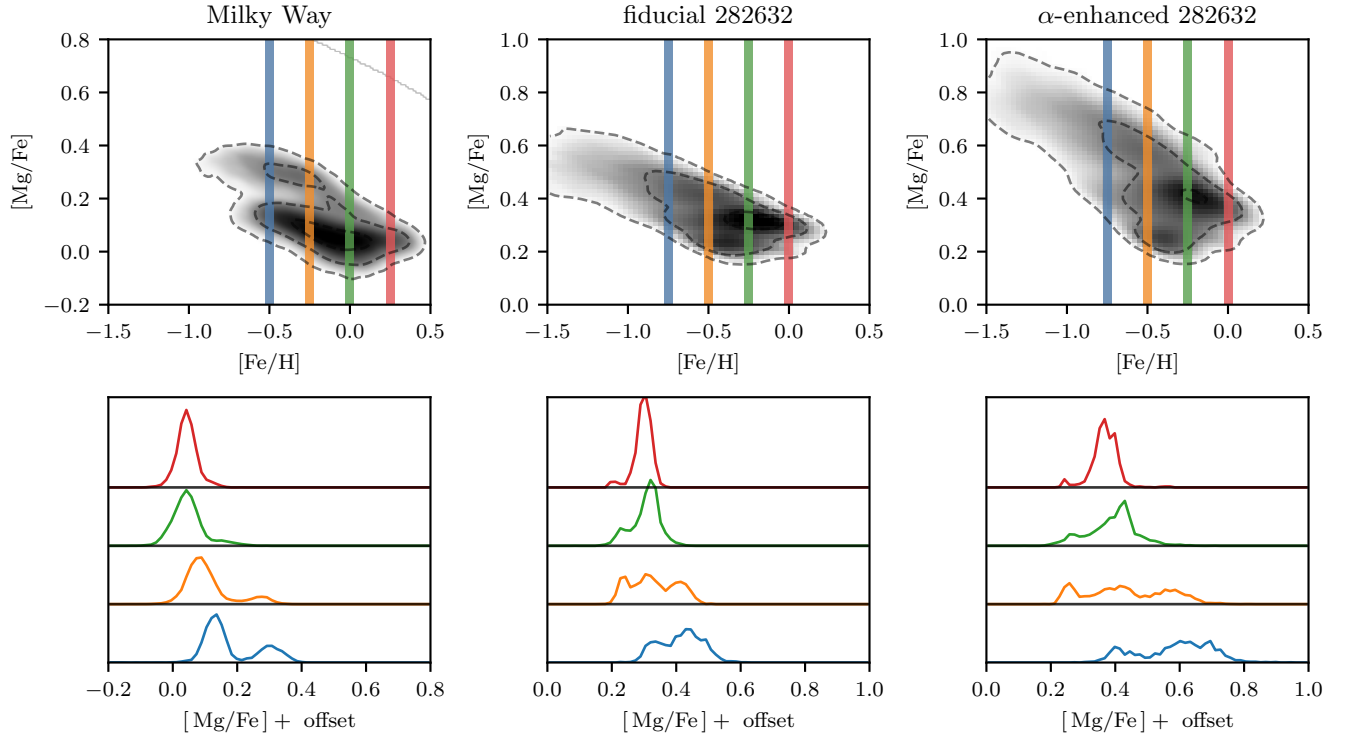 Milky Way
fiducial 282632
α-enhanced 282632
0.8
0.6
0.4
0.2
0.0
−0.2
[Mg/Fe]
−1.5 −1.0 −0.5 0.0 0.5
[Fe/H]
1.0
0.8
0.6
0.4
0.2
0.0
[Mg/Fe]
−1.5 −1.0 −0.5 0.0 0.5
[Fe/H]
1.0
0.8
0.6
0.4
0.2
0.0
[Mg/Fe]
−1.5 −1.0 −0.5 0.0 0.5
[Fe/H]
−0.2 0.0 0.2 0.4 0.6 0.8
[Mg/Fe] + offset
0.0 0.2 0.4 0.6 0.8 1.0
[Mg/Fe] + offset
0.0 0.2 0.4 0.6 0.8 1.0
[Mg/Fe] + offset